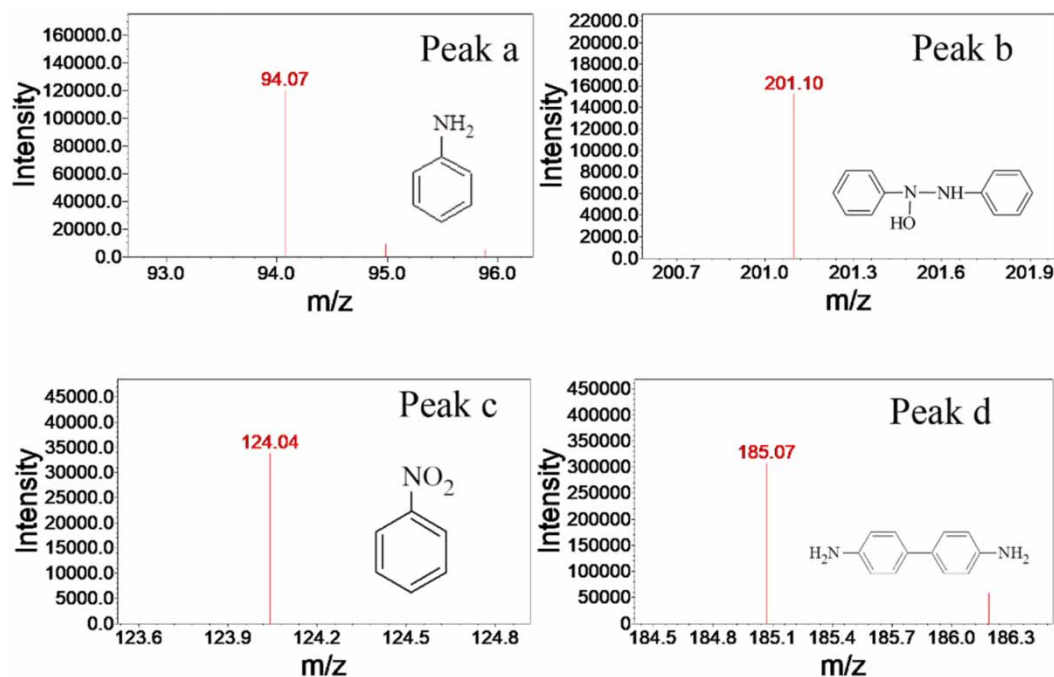 Peak a
160000.0
140000.0
120000.0
100000.0
80000.0
60000.0
40000.0
20000.0
0.0
Intensity
94.07
NH2
93.0 94.0 95.0 96.0
m/z
Peak b
22000.0
20000.0
18000.0
16000.0
14000.0
12000.0
10000.0
8000.0
6000.0
4000.0
2000.0
0.0
Intensity
201.10
N NH
HO
200.7 201.0 201.3 201.6 201.9
m/z
Peak c
45000.0
40000.0
35000.0
30000.0
25000.0
20000.0
15000.0
10000.0
5000.0
0.0
Intensity
124.04
NO2
123.6 123.9 124.2 124.5 124.8
m/z
Peak d
450000
400000
350000
300000
250000
200000
150000
100000
50000
0.0
Intensity
185.07
H2N NH2
184.5 184.8 185.1 185.4 185.7 186.0 186.3
m/z